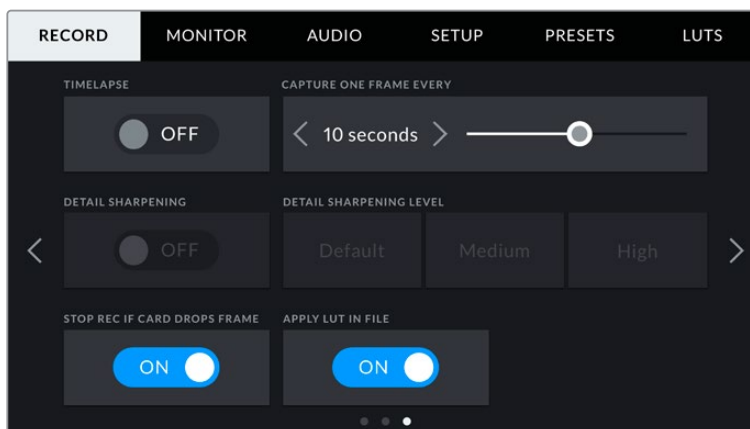 RECORD MONITOR AUDIO SETUP PRESETS LUTS
TIMELAPSE CAPTURE ONE FRAME EVERY
OFF 10 seconds
DETAIL SHARPENING DETAIL SHARPENING LEVEL
OFF Default Medium High
STOP REC IF CARD DROPS FRAME APPLY LUT IN FILE
ON ON